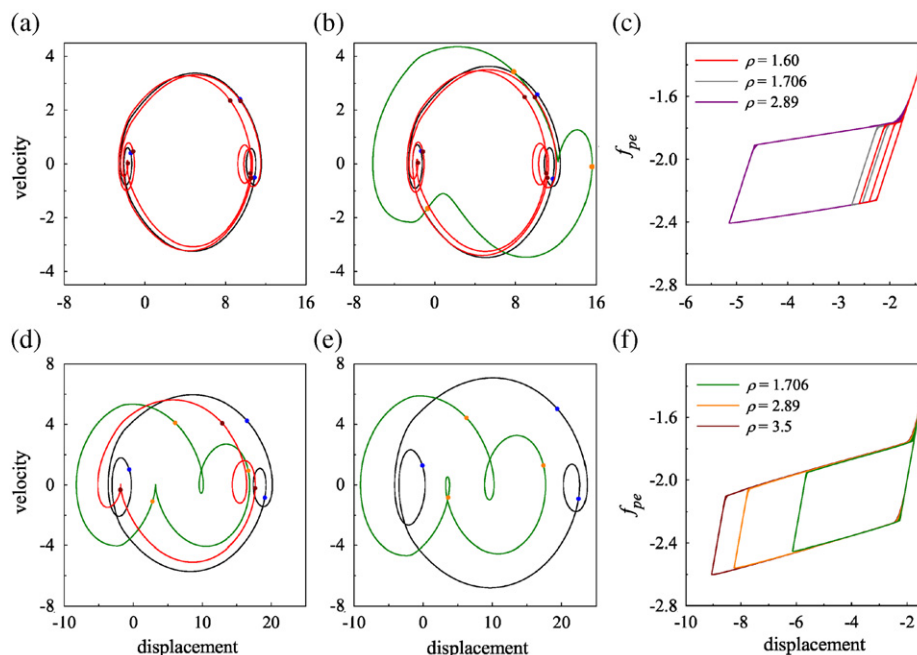 (a)
(b)
(c)
velocity
4
2
0
-2
-4
-8
0
8
16
4
2
0
-2
-4
-8
0
8
16
f_pe
-1.6
-2.0
-2.4
-2.8
ρ = 1.60
ρ = 1.706
ρ = 2.89
-6
-5
-4
-3
-2
(d)
(e)
(f)
velocity
8
4
0
-4
-8
-10
0
10
20
displacement
8
4
0
-4
-8
-10
0
10
20
displacement
f_pe
-1.6
-2.0
-2.4
-2.8
ρ = 1.706
ρ = 2.89
ρ = 3.5
-10
-8
-6
-4
-2
displacement